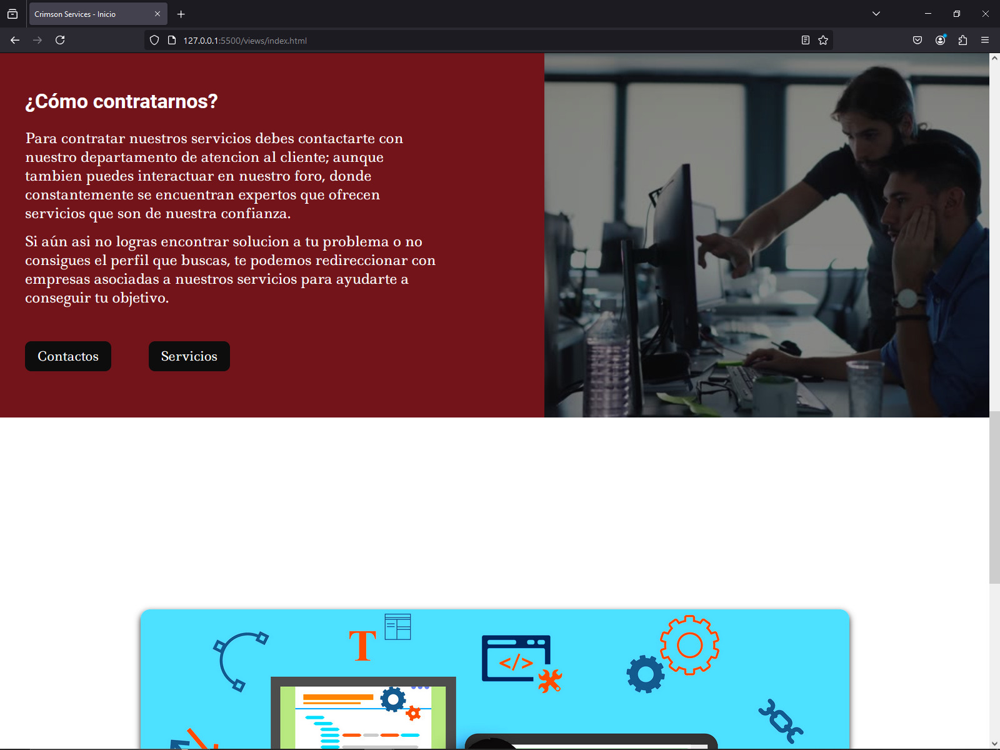 Crimson Services - Inicio
127.0.0.1:5500/views/index.html
¿Cómo contratarnos?
Para contratar nuestros servicios debes contactarte con
nuestro departamento de atencion al cliente; aunque
tambien puedes interactuar en nuestro foro, donde
constantemente se encuentran expertos que ofrecen
servicios que son de nuestra confianza.
Si aún asi no logras encontrar solucion a tu problema o no
consigues el perfil que buscas, te podemos redireccionar con
empresas asociadas a nuestros servicios para ayudarte a
conseguir tu objetivo.
Contactos
Servicios
T
</>